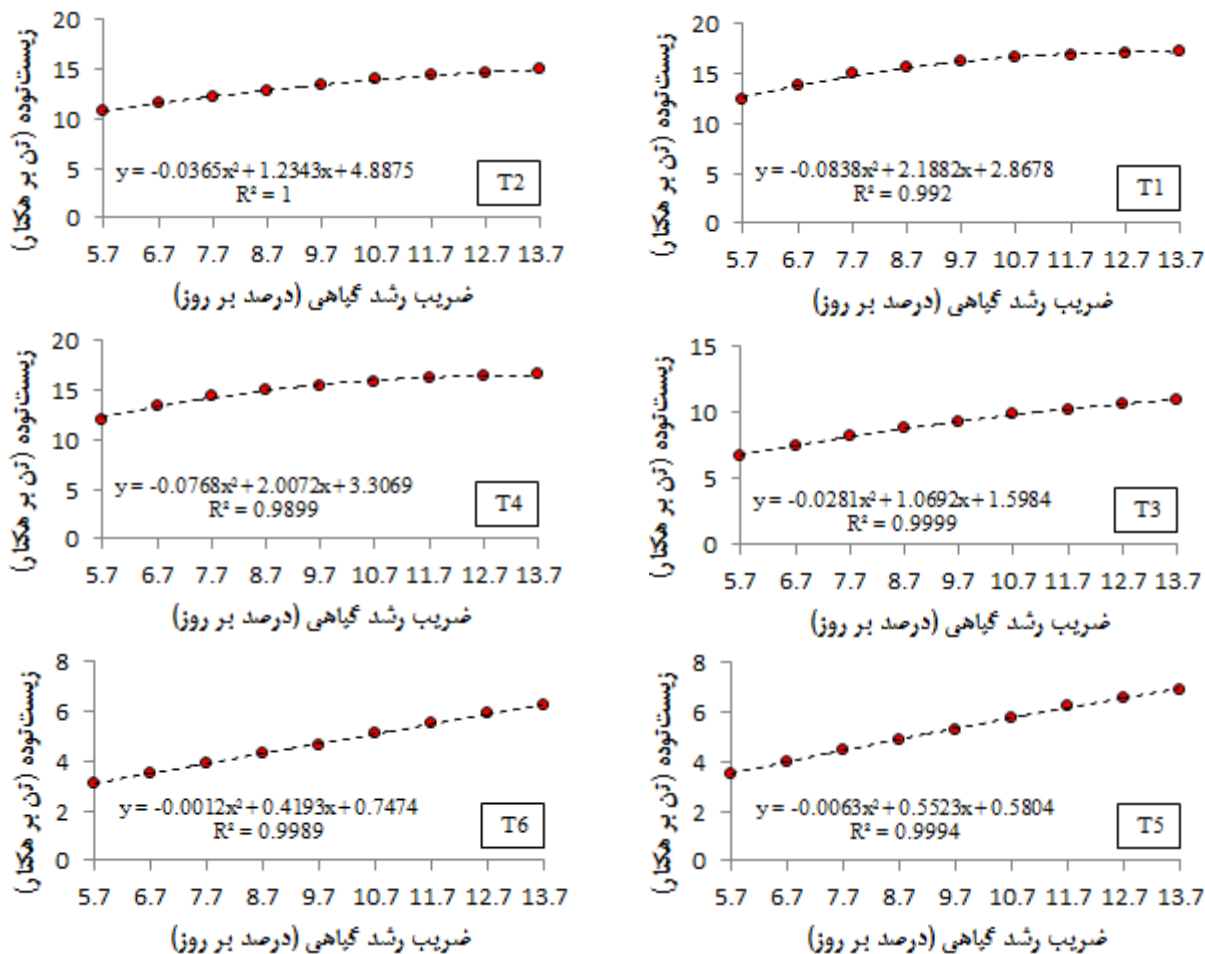 زیست‌توده (تن بر هکتار)
20
15
10
5
0
y = -0.0838x² + 2.1882x + 2.8678
R² = 0.992
T1
5.7 6.7 7.7 8.7 9.7 10.7 11.7 12.7 13.7
ضریب رشد گیاهی (درصد بر روز)
زیست‌توده (تن بر هکتار)
20
15
10
5
0
y = -0.0365x² + 1.2343x + 4.8875
R² = 1
T2
5.7 6.7 7.7 8.7 9.7 10.7 11.7 12.7 13.7
ضریب رشد گیاهی (درصد بر روز)
زیست‌توده (تن بر هکتار)
15
10
5
0
y = -0.0281x² + 1.0692x + 1.5984
R² = 0.9999
T3
5.7 6.7 7.7 8.7 9.7 10.7 11.7 12.7 13.7
ضریب رشد گیاهی (درصد بر روز)
زیست‌توده (تن بر هکتار)
20
15
10
5
0
y = -0.0768x² + 2.0072x + 3.3069
R² = 0.9899
T4
5.7 6.7 7.7 8.7 9.7 10.7 11.7 12.7 13.7
ضریب رشد گیاهی (درصد بر روز)
زیست‌توده (تن بر هکتار)
8
6
4
2
0
y = -0.0063x² + 0.5523x + 0.5804
R² = 0.9994
T5
5.7 6.7 7.7 8.7 9.7 10.7 11.7 12.7 13.7
ضریب رشد گیاهی (درصد بر روز)
زیست‌توده (تن بر هکتار)
8
6
4
2
0
y = -0.0012x² + 0.4193x + 0.7474
R² = 0.9989
T6
5.7 6.7 7.7 8.7 9.7 10.7 11.7 12.7 13.7
ضریب رشد گیاهی (درصد بر روز)